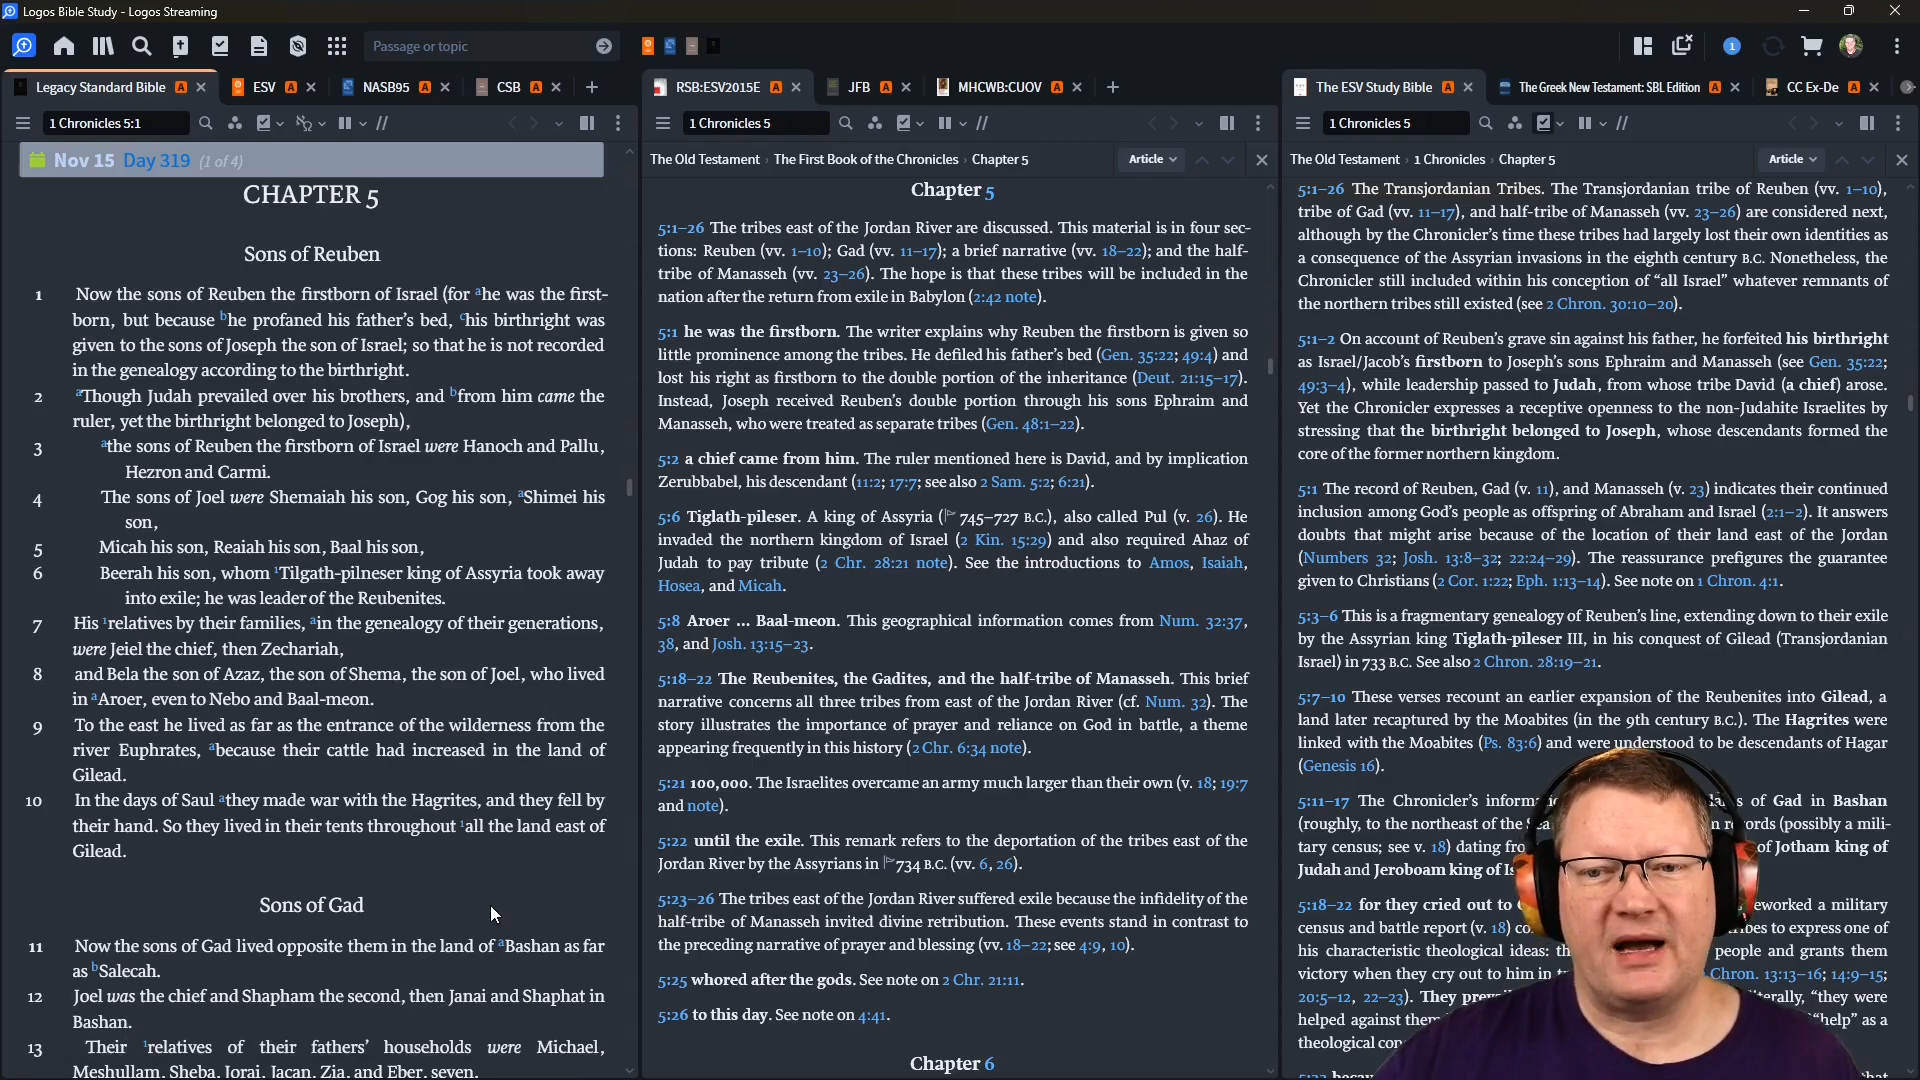 Logos Bible Study - Logos Streaming
Passage or topic
1
Legacy Standard Bible A
ESV A
NASB95 A
CSB A
RSB:ESV2015E A
JFB A
MHCWB:CUOV A
The ESV Study Bible A
The Greek New Testament: SBL Edition A
CC Ex-De A
1 Chronicles 5:1
Nov 15 Day 319 (1 of 4)
CHAPTER 5
Sons of Reuben
1 Now the sons of Reuben the firstborn of Israel (for ahe was the first-
born, but because bhe profaned his father’s bed, chis birthright was
given to the sons of Joseph the son of Israel; so that he is not recorded
in the genealogy according to the birthright.
2 aThough Judah prevailed over his brothers, and bfrom him came the
ruler, yet the birthright belonged to Joseph),
3 athe sons of Reuben the firstborn of Israel were Hanoch and Pallu,
Hezron and Carmi.
4 The sons of Joel were Shemaiah his son, Gog his son, aShimei his
son,
5 Micah his son, Reaiah his son, Baal his son,
6 Beerah his son, whom 1Tilgath-pilneser king of Assyria took away
into exile; he was leader of the Reubenites.
7 His 1relatives by their families, ain the genealogy of their generations,
were Jeiel the chief, then Zechariah,
8 and Bela the son of Azaz, the son of Shema, the son of Joel, who lived
in aAroer, even to Nebo and Baal-meon.
9 To the east he lived as far as the entrance of the wilderness from the
river Euphrates, abecause their cattle had increased in the land of
Gilead.
10 In the days of Saul athey made war with the Hagrites, and they fell by
their hand. So they lived in their tents throughout 1all the land east of
Gilead.
Sons of Gad
11 Now the sons of Gad lived opposite them in the land of aBashan as far
as bSalecah.
12 Joel was the chief and Shapham the second, then Janai and Shaphat in
Bashan.
13 Their 1relatives of their fathers’ households were Michael,
Meshullam, Sheba, Jorai, Jacan, Zia, and Eber, seven.
1 Chronicles 5
The Old Testament › The First Book of the Chronicles › Chapter 5
Article
Chapter 5
5:1–26 The tribes east of the Jordan River are discussed. This material is in four sec-
tions: Reuben (vv. 1–10); Gad (vv. 11–17); a brief narrative (vv. 18–22); and the half-
tribe of Manasseh (vv. 23–26). The hope is that these tribes will be included in the
nation after the return from exile in Babylon (2:42 note).
5:1 he was the firstborn. The writer explains why Reuben the firstborn is given so
little prominence among the tribes. He defiled his father’s bed (Gen. 35:22; 49:4) and
lost his right as firstborn to the double portion of the inheritance (Deut. 21:15–17).
Instead, Joseph received Reuben’s double portion through his sons Ephraim and
Manasseh, who were treated as separate tribes (Gen. 48:1–22).
5:2 a chief came from him. The ruler mentioned here is David, and by implication
Zerubbabel, his descendant (11:2; 17:7; see also 2 Sam. 5:2; 6:21).
5:6 Tiglath-pileser. A king of Assyria (745–727 B.C.), also called Pul (v. 26). He
invaded the northern kingdom of Israel (2 Kin. 15:29) and also required Ahaz of
Judah to pay tribute (2 Chr. 28:21 note). See the introductions to Amos, Isaiah,
Hosea, and Micah.
5:8 Aroer ... Baal-meon. This geographical information comes from Num. 32:37,
38, and Josh. 13:15–23.
5:18–22 The Reubenites, the Gadites, and the half-tribe of Manasseh. This brief
narrative concerns all three tribes from east of the Jordan River (cf. Num. 32). The
story illustrates the importance of prayer and reliance on God in battle, a theme
appearing frequently in this history (2 Chr. 6:34 note).
5:21 100,000. The Israelites overcame an army much larger than their own (v. 18; 19:7
and note).
5:22 until the exile. This remark refers to the deportation of the tribes east of the
Jordan River by the Assyrians in 734 B.C. (vv. 6, 26).
5:23–26 The tribes east of the Jordan River suffered exile because the infidelity of the
half-tribe of Manasseh invited divine retribution. These events stand in contrast to
the preceding narrative of prayer and blessing (vv. 18–22; see 4:9, 10).
5:25 whored after the gods. See note on 2 Chr. 21:11.
5:26 to this day. See note on 4:41.
Chapter 6
1 Chronicles 5
The Old Testament › 1 Chronicles › Chapter 5
Article
5:1–26 The Transjordanian Tribes. The Transjordanian tribe of Reuben (vv. 1–10),
tribe of Gad (vv. 11–17), and half-tribe of Manasseh (vv. 23–26) are considered next,
although by the Chronicler’s time these tribes had largely lost their own identities as
a consequence of the Assyrian invasions in the eighth century B.C. Nonetheless, the
Chronicler still included within his conception of “all Israel” whatever remnants of
the northern tribes still existed (see 2 Chron. 30:10–20).
5:1–2 On account of Reuben’s grave sin against his father, he forfeited his birthright
as Israel/Jacob’s firstborn to Joseph’s sons Ephraim and Manasseh (see Gen. 35:22;
49:3–4), while leadership passed to Judah, from whose tribe David (a chief) arose.
Yet the Chronicler expresses a receptive openness to the non-Judahite Israelites by
stressing that the birthright belonged to Joseph, whose descendants formed the
core of the former northern kingdom.
5:1 The record of Reuben, Gad (v. 11), and Manasseh (v. 23) indicates their continued
inclusion among God’s people as offspring of Abraham and Israel (2:1–2). It answers
doubts that might arise because of the location of their land east of the Jordan
(Numbers 32; Josh. 13:8–32; 22:24–29). The reassurance prefigures the guarantee
given to Christians (2 Cor. 1:22; Eph. 1:13–14). See note on 1 Chron. 4:1.
5:3–6 This is a fragmentary genealogy of Reuben’s line, extending down to their exile
by the Assyrian king Tiglath-pileser III, in his conquest of Gilead (Transjordanian
Israel) in 733 B.C. See also 2 Chron. 28:19–21.
5:7–10 These verses recount an earlier expansion of the Reubenites into Gilead, a
land later recaptured by the Moabites (in the 9th century B.C.). The Hagrites were
linked with the Moabites (Ps. 83:6) and were understood to be descendants of Hagar
(Genesis 16).
5:11–17 The Chronicler’s of Gad in Bashan
(roughly, to the northeast of the (possibly a mili-
tary census; see v. 18) dating of Jotham king of
Judah and Jeroboam king of
5:18–22 for they cried out to a military
census and battle report (v. 18) to express one of
his characteristic theological ideas: people and grants them
victory when they cry out to him in Chron. 13:13–16; 14:9–15;
20:5–12, 22–23). They “they were
helped against “help” as a
theological